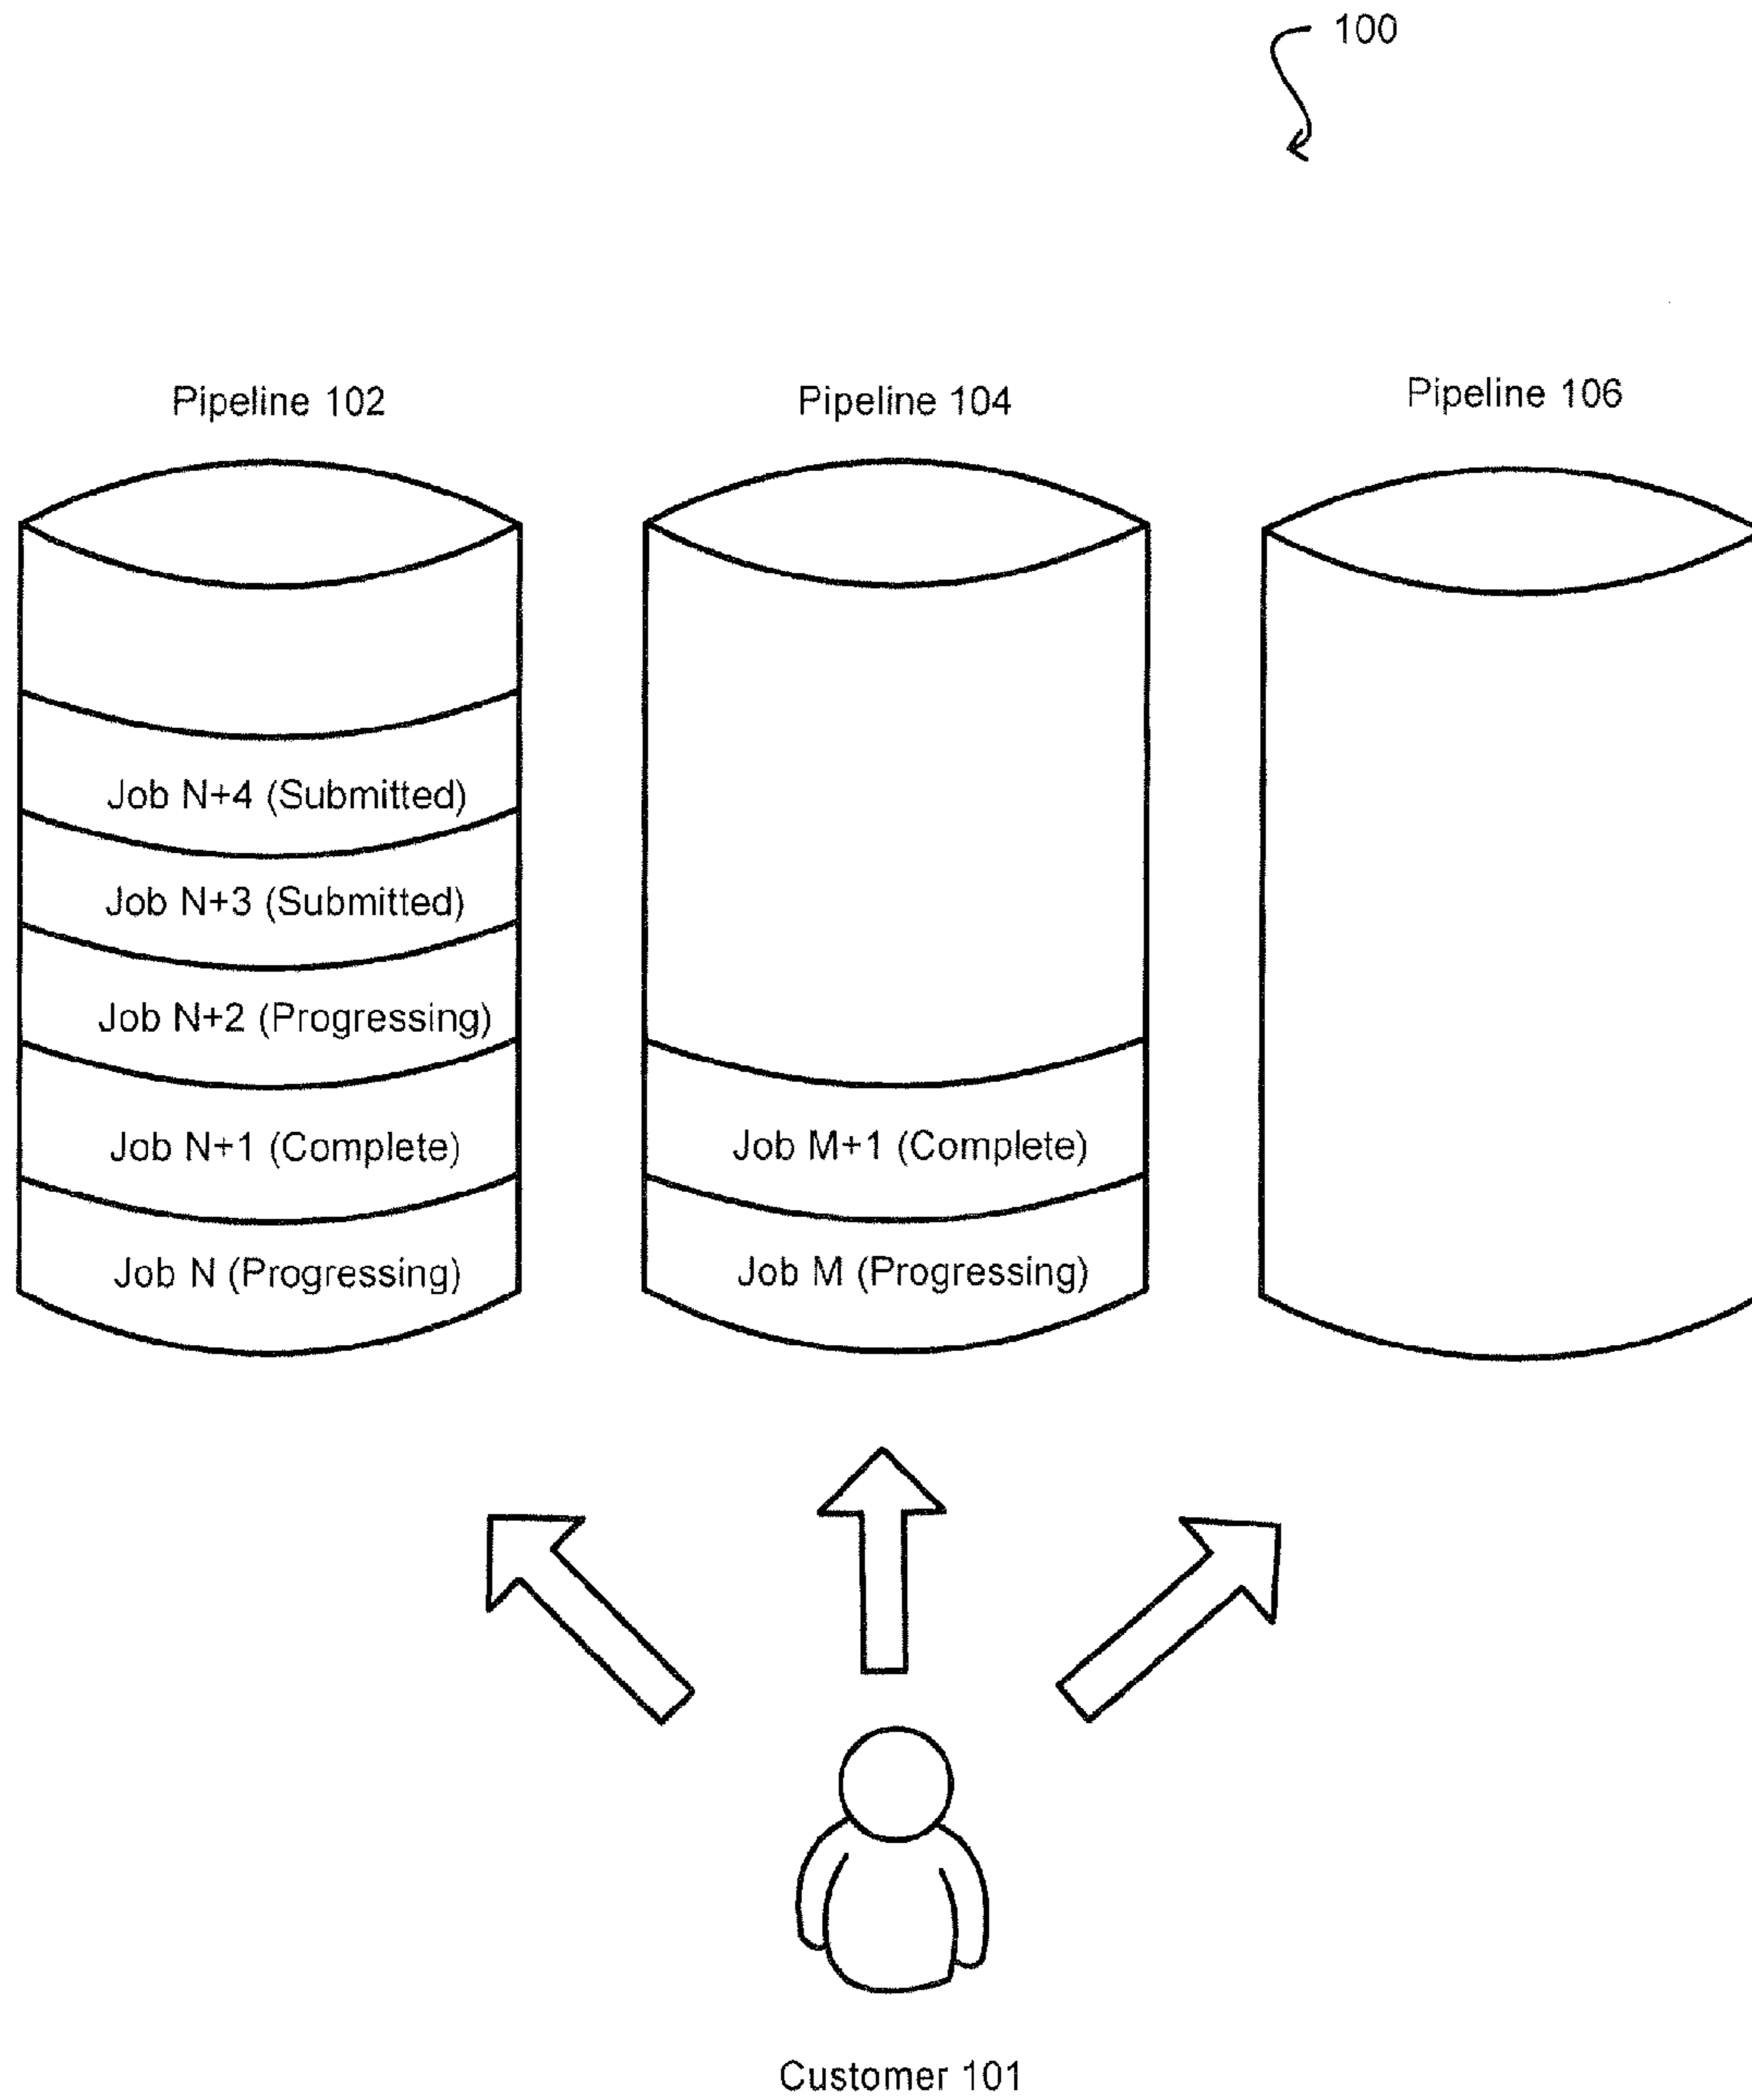 100
Pipeline 102
Pipeline 104
Pipeline 106
Job N+4 (Submitted)
Job N+3 (Submitted)
Job N+2 (Progressing)
Job N+1 (Complete)
Job N (Progressing)
Job M+1 (Complete)
Job M (Progressing)
Customer 101